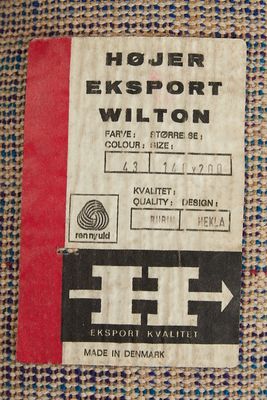 HØJER
EKSPORT
WILTON
FARVE: STØRRELSE:
COLOUR: SIZE:
43 140x200
KVALITET:
QUALITY: DESIGN:
RUBIN HEKLA
ren ny uld
H
EKSPORT KVALITET
MADE IN DENMARK